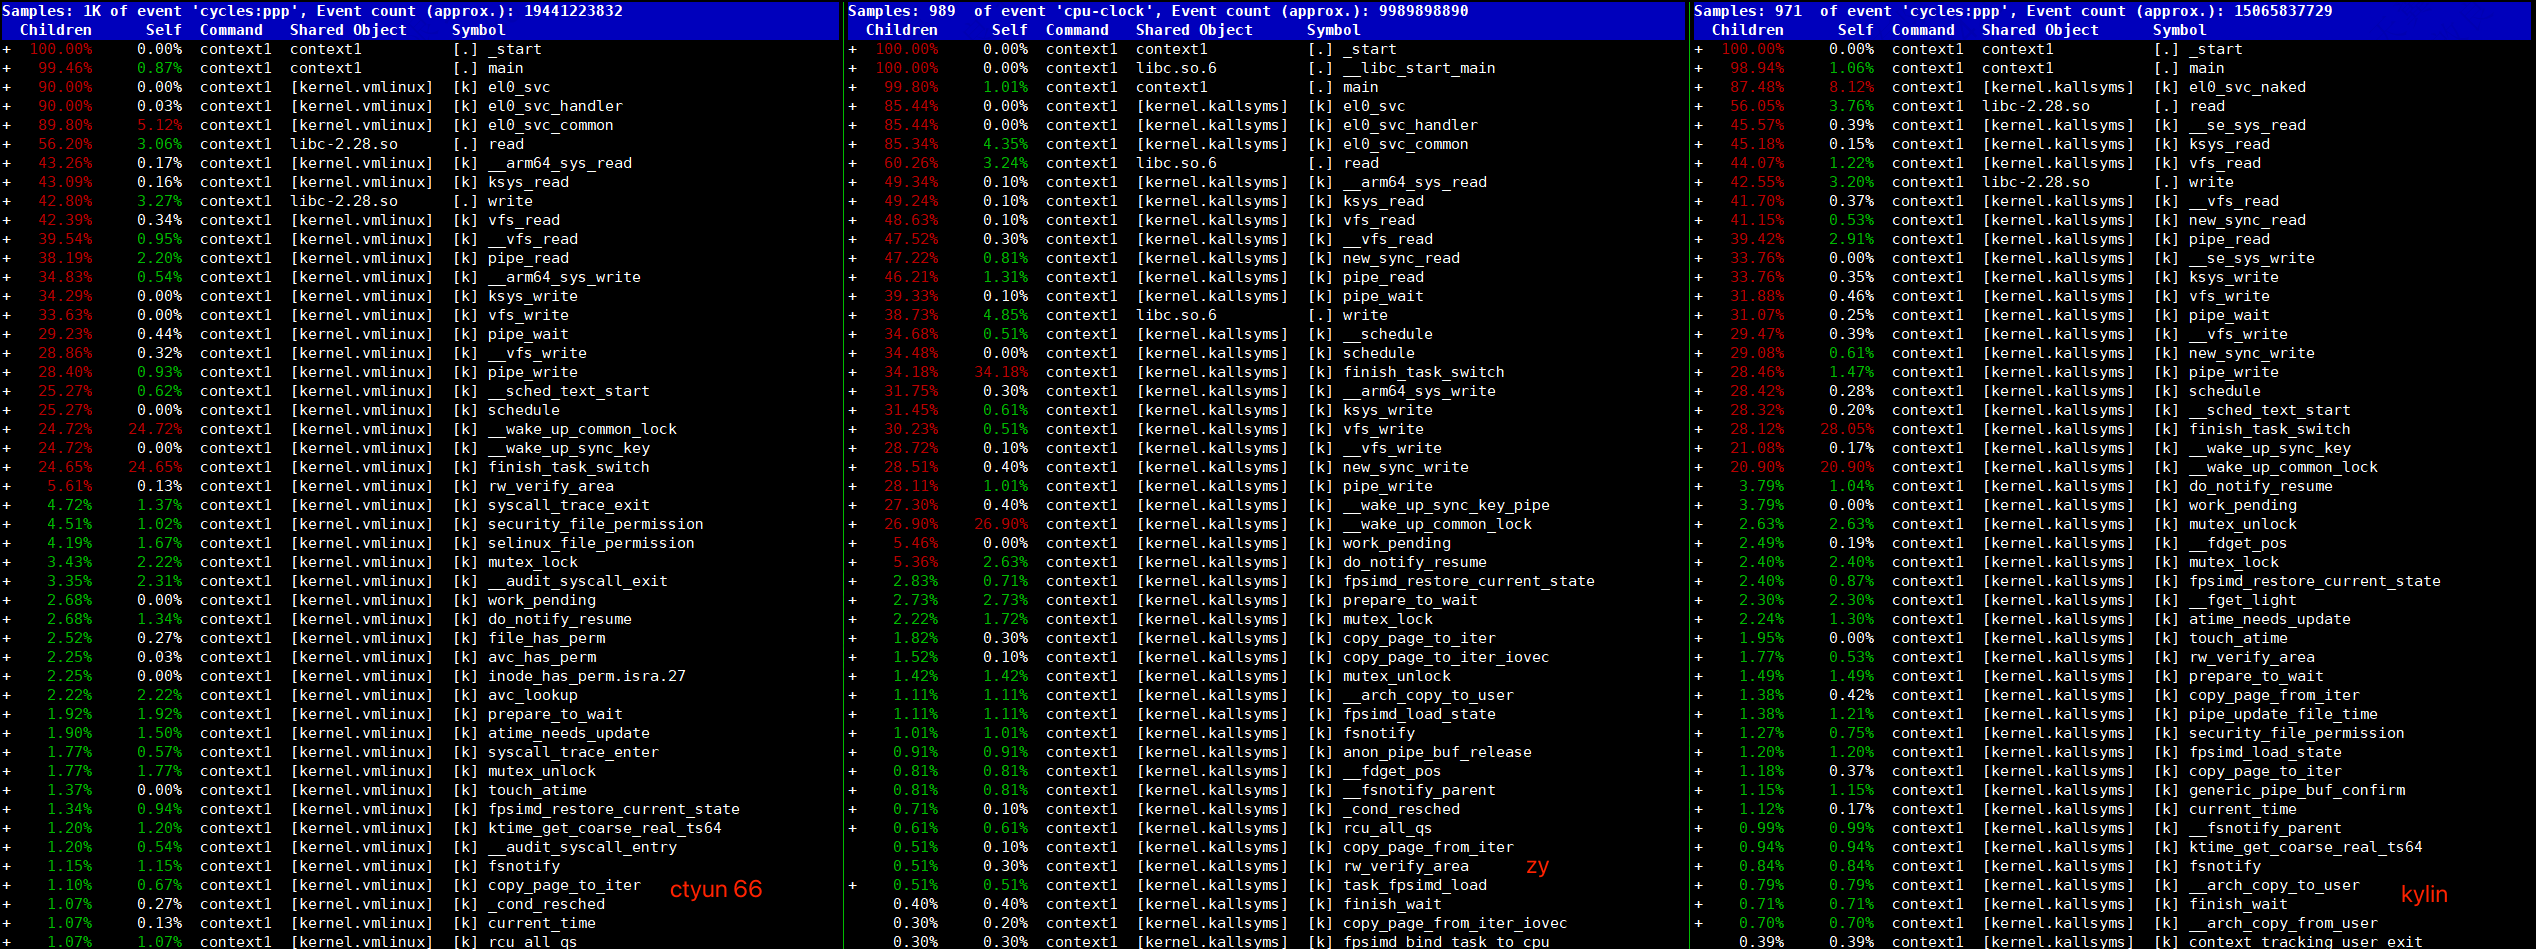 Samples: 1K of event 'cycles:ppp', Event count (approx.): 19441223832
Children Self Command Shared Object Symbol
+ 100.00% 0.00% context1 context1 [.] _start
+ 99.46% 0.87% context1 context1 [.] main
+ 90.00% 0.00% context1 [kernel.vmlinux] [k] el0_svc
+ 90.00% 0.03% context1 [kernel.vmlinux] [k] el0_svc_handler
+ 89.80% 5.12% context1 [kernel.vmlinux] [k] el0_svc_common
+ 56.20% 3.06% context1 libc-2.28.so [.] read
+ 43.26% 0.17% context1 [kernel.vmlinux] [k] __arm64_sys_read
+ 43.09% 0.16% context1 [kernel.vmlinux] [k] ksys_read
+ 42.80% 3.27% context1 libc-2.28.so [.] write
+ 42.39% 0.34% context1 [kernel.vmlinux] [k] vfs_read
+ 39.54% 0.95% context1 [kernel.vmlinux] [k] __vfs_read
+ 38.19% 2.20% context1 [kernel.vmlinux] [k] pipe_read
+ 34.83% 0.54% context1 [kernel.vmlinux] [k] __arm64_sys_write
+ 34.29% 0.00% context1 [kernel.vmlinux] [k] ksys_write
+ 33.63% 0.00% context1 [kernel.vmlinux] [k] vfs_write
+ 29.23% 0.44% context1 [kernel.vmlinux] [k] pipe_wait
+ 28.86% 0.32% context1 [kernel.vmlinux] [k] __vfs_write
+ 28.40% 0.93% context1 [kernel.vmlinux] [k] pipe_write
+ 25.27% 0.62% context1 [kernel.vmlinux] [k] __sched_text_start
+ 25.27% 0.00% context1 [kernel.vmlinux] [k] schedule
+ 24.72% 24.72% context1 [kernel.vmlinux] [k] __wake_up_common_lock
+ 24.72% 0.00% context1 [kernel.vmlinux] [k] __wake_up_sync_key
+ 24.65% 24.65% context1 [kernel.vmlinux] [k] finish_task_switch
+ 5.61% 0.13% context1 [kernel.vmlinux] [k] rw_verify_area
+ 4.72% 1.37% context1 [kernel.vmlinux] [k] syscall_trace_exit
+ 4.51% 1.02% context1 [kernel.vmlinux] [k] security_file_permission
+ 4.19% 1.67% context1 [kernel.vmlinux] [k] selinux_file_permission
+ 3.43% 2.22% context1 [kernel.vmlinux] [k] mutex_lock
+ 3.35% 2.31% context1 [kernel.vmlinux] [k] __audit_syscall_exit
+ 2.68% 0.00% context1 [kernel.vmlinux] [k] work_pending
+ 2.68% 1.34% context1 [kernel.vmlinux] [k] do_notify_resume
+ 2.52% 0.27% context1 [kernel.vmlinux] [k] file_has_perm
+ 2.25% 0.03% context1 [kernel.vmlinux] [k] avc_has_perm
+ 2.25% 0.00% context1 [kernel.vmlinux] [k] inode_has_perm.isra.27
+ 2.22% 2.22% context1 [kernel.vmlinux] [k] avc_lookup
+ 1.92% 1.92% context1 [kernel.vmlinux] [k] prepare_to_wait
+ 1.90% 1.50% context1 [kernel.vmlinux] [k] atime_needs_update
+ 1.77% 0.57% context1 [kernel.vmlinux] [k] syscall_trace_enter
+ 1.77% 1.77% context1 [kernel.vmlinux] [k] mutex_unlock
+ 1.37% 0.00% context1 [kernel.vmlinux] [k] touch_atime
+ 1.34% 0.94% context1 [kernel.vmlinux] [k] fpsimd_restore_current_state
+ 1.20% 1.20% context1 [kernel.vmlinux] [k] ktime_get_coarse_real_ts64
+ 1.20% 0.54% context1 [kernel.vmlinux] [k] __audit_syscall_entry
+ 1.15% 1.15% context1 [kernel.vmlinux] [k] fsnotify
+ 1.10% 0.67% context1 [kernel.vmlinux] [k] copy_page_to_iter
ctyun 66
+ 1.07% 0.27% context1 [kernel.vmlinux] [k] _cond_resched
+ 1.07% 0.13% context1 [kernel.vmlinux] [k] current_time
+ 1.07% 1.07% context1 [kernel.vmlinux] [k] rcu_all_qs
Samples: 989 of event 'cpu-clock', Event count (approx.): 9989898890
Children Self Command Shared Object Symbol
+ 100.00% 0.00% context1 context1 [.] _start
+ 100.00% 0.00% context1 libc.so.6 [.] __libc_start_main
+ 99.80% 1.01% context1 context1 [.] main
+ 85.44% 0.00% context1 [kernel.kallsyms] [k] el0_svc
+ 85.44% 0.00% context1 [kernel.kallsyms] [k] el0_svc_handler
+ 85.34% 4.35% context1 [kernel.kallsyms] [k] el0_svc_common
+ 60.26% 3.24% context1 libc.so.6 [.] read
+ 49.34% 0.10% context1 [kernel.kallsyms] [k] __arm64_sys_read
+ 49.24% 0.10% context1 [kernel.kallsyms] [k] ksys_read
+ 48.63% 0.10% context1 [kernel.kallsyms] [k] vfs_read
+ 47.52% 0.30% context1 [kernel.kallsyms] [k] __vfs_read
+ 47.22% 0.81% context1 [kernel.kallsyms] [k] new_sync_read
+ 46.21% 1.31% context1 [kernel.kallsyms] [k] pipe_read
+ 39.33% 0.10% context1 [kernel.kallsyms] [k] pipe_wait
+ 38.73% 4.85% context1 libc.so.6 [.] write
+ 34.68% 0.51% context1 [kernel.kallsyms] [k] __schedule
+ 34.48% 0.00% context1 [kernel.kallsyms] [k] schedule
+ 34.18% 34.18% context1 [kernel.kallsyms] [k] finish_task_switch
+ 31.75% 0.30% context1 [kernel.kallsyms] [k] __arm64_sys_write
+ 31.45% 0.61% context1 [kernel.kallsyms] [k] ksys_write
+ 30.23% 0.51% context1 [kernel.kallsyms] [k] vfs_write
+ 28.72% 0.10% context1 [kernel.kallsyms] [k] __vfs_write
+ 28.51% 0.40% context1 [kernel.kallsyms] [k] new_sync_write
+ 28.11% 1.01% context1 [kernel.kallsyms] [k] pipe_write
+ 27.30% 0.40% context1 [kernel.kallsyms] [k] __wake_up_sync_key_pipe
+ 26.90% 26.90% context1 [kernel.kallsyms] [k] __wake_up_common_lock
+ 5.46% 0.00% context1 [kernel.kallsyms] [k] work_pending
+ 5.36% 2.63% context1 [kernel.kallsyms] [k] do_notify_resume
+ 2.83% 0.71% context1 [kernel.kallsyms] [k] fpsimd_restore_current_state
+ 2.73% 2.73% context1 [kernel.kallsyms] [k] prepare_to_wait
+ 2.22% 1.72% context1 [kernel.kallsyms] [k] mutex_lock
+ 1.82% 0.30% context1 [kernel.kallsyms] [k] copy_page_to_iter
+ 1.52% 0.10% context1 [kernel.kallsyms] [k] copy_page_to_iter_iovec
+ 1.42% 1.42% context1 [kernel.kallsyms] [k] mutex_unlock
+ 1.11% 1.11% context1 [kernel.kallsyms] [k] __arch_copy_to_user
+ 1.11% 1.11% context1 [kernel.kallsyms] [k] fpsimd_load_state
+ 1.01% 1.01% context1 [kernel.kallsyms] [k] fsnotify
+ 0.91% 0.91% context1 [kernel.kallsyms] [k] anon_pipe_buf_release
+ 0.81% 0.81% context1 [kernel.kallsyms] [k] __fdget_pos
+ 0.81% 0.81% context1 [kernel.kallsyms] [k] __fsnotify_parent
+ 0.71% 0.10% context1 [kernel.kallsyms] [k] _cond_resched
+ 0.61% 0.61% context1 [kernel.kallsyms] [k] rcu_all_qs
0.51% 0.10% context1 [kernel.kallsyms] [k] copy_page_from_iter
0.51% 0.30% context1 [kernel.kallsyms] [k] rw_verify_area
zy
+ 0.51% 0.51% context1 [kernel.kallsyms] [k] task_fpsimd_load
0.40% 0.40% context1 [kernel.kallsyms] [k] finish_wait
0.30% 0.20% context1 [kernel.kallsyms] [k] copy_page_from_iter_iovec
0.30% 0.30% context1 [kernel.kallsyms] [k] fpsimd_bind_task_to_cpu
Samples: 971 of event 'cycles:ppp', Event count (approx.): 15065837729
Children Self Command Shared Object Symbol
+ 100.00% 0.00% context1 context1 [.] _start
+ 98.94% 1.06% context1 context1 [.] main
+ 87.48% 8.12% context1 [kernel.kallsyms] [k] el0_svc_naked
+ 56.05% 3.76% context1 libc-2.28.so [.] read
+ 45.57% 0.39% context1 [kernel.kallsyms] [k] __se_sys_read
+ 45.18% 0.15% context1 [kernel.kallsyms] [k] ksys_read
+ 44.07% 1.22% context1 [kernel.kallsyms] [k] vfs_read
+ 42.55% 3.20% context1 libc-2.28.so [.] write
+ 41.70% 0.37% context1 [kernel.kallsyms] [k] __vfs_read
+ 41.15% 0.53% context1 [kernel.kallsyms] [k] new_sync_read
+ 39.42% 2.91% context1 [kernel.kallsyms] [k] pipe_read
+ 33.76% 0.00% context1 [kernel.kallsyms] [k] __se_sys_write
+ 33.76% 0.35% context1 [kernel.kallsyms] [k] ksys_write
+ 31.88% 0.46% context1 [kernel.kallsyms] [k] vfs_write
+ 31.07% 0.25% context1 [kernel.kallsyms] [k] pipe_wait
+ 29.47% 0.39% context1 [kernel.kallsyms] [k] __vfs_write
+ 29.08% 0.61% context1 [kernel.kallsyms] [k] new_sync_write
+ 28.46% 1.47% context1 [kernel.kallsyms] [k] pipe_write
+ 28.42% 0.28% context1 [kernel.kallsyms] [k] schedule
+ 28.32% 0.20% context1 [kernel.kallsyms] [k] __sched_text_start
+ 28.12% 28.05% context1 [kernel.kallsyms] [k] finish_task_switch
+ 21.08% 0.17% context1 [kernel.kallsyms] [k] __wake_up_sync_key
+ 20.90% 20.90% context1 [kernel.kallsyms] [k] __wake_up_common_lock
+ 3.79% 1.04% context1 [kernel.kallsyms] [k] do_notify_resume
+ 3.79% 0.00% context1 [kernel.kallsyms] [k] work_pending
+ 2.63% 2.63% context1 [kernel.kallsyms] [k] mutex_unlock
+ 2.49% 0.19% context1 [kernel.kallsyms] [k] __fdget_pos
+ 2.40% 2.40% context1 [kernel.kallsyms] [k] mutex_lock
+ 2.40% 0.87% context1 [kernel.kallsyms] [k] fpsimd_restore_current_state
+ 2.30% 2.30% context1 [kernel.kallsyms] [k] __fget_light
+ 2.24% 1.30% context1 [kernel.kallsyms] [k] atime_needs_update
+ 1.95% 0.00% context1 [kernel.kallsyms] [k] touch_atime
+ 1.77% 0.53% context1 [kernel.kallsyms] [k] rw_verify_area
+ 1.49% 1.49% context1 [kernel.kallsyms] [k] prepare_to_wait
+ 1.38% 0.42% context1 [kernel.kallsyms] [k] copy_page_from_iter
+ 1.38% 1.21% context1 [kernel.kallsyms] [k] pipe_update_file_time
+ 1.27% 0.75% context1 [kernel.kallsyms] [k] security_file_permission
+ 1.20% 1.20% context1 [kernel.kallsyms] [k] fpsimd_load_state
+ 1.18% 0.37% context1 [kernel.kallsyms] [k] copy_page_to_iter
+ 1.15% 1.15% context1 [kernel.kallsyms] [k] generic_pipe_buf_confirm
+ 1.12% 0.17% context1 [kernel.kallsyms] [k] current_time
+ 0.99% 0.99% context1 [kernel.kallsyms] [k] __fsnotify_parent
+ 0.94% 0.94% context1 [kernel.kallsyms] [k] ktime_get_coarse_real_ts64
+ 0.84% 0.84% context1 [kernel.kallsyms] [k] fsnotify
+ 0.79% 0.79% context1 [kernel.kallsyms] [k] __arch_copy_to_user
kylin
+ 0.71% 0.71% context1 [kernel.kallsyms] [k] finish_wait
+ 0.70% 0.70% context1 [kernel.kallsyms] [k] __arch_copy_from_user
0.39% 0.39% context1 [kernel.kallsyms] [k] context_tracking_user_exit